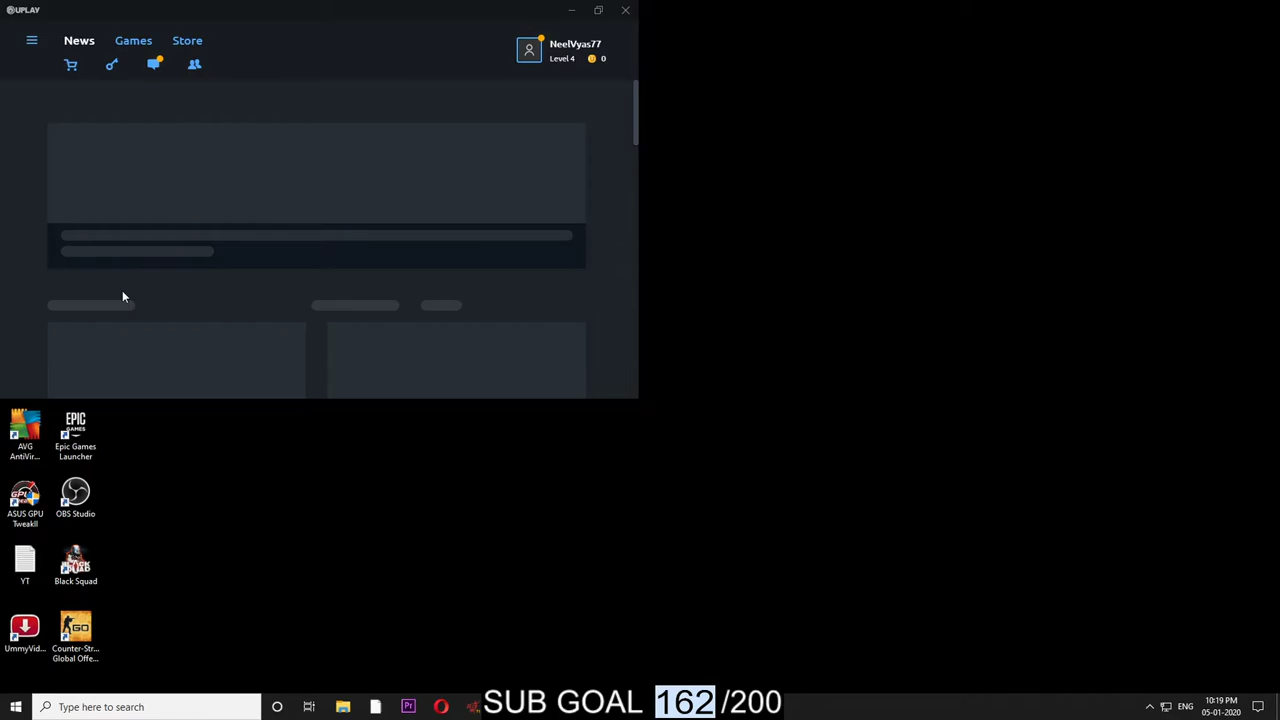 UPLAY
News Games Store
NeelVyas77
Level 4 0
AVG AntiVir...
Epic Games Launcher
ASUS GPU TweakII
OBS Studio
YT
Black Squad
UmmyVid...
Counter-Str... Global Offe...
Type here to search
SUB GOAL 162 /200
ENG
10:19 PM
05-01-2020